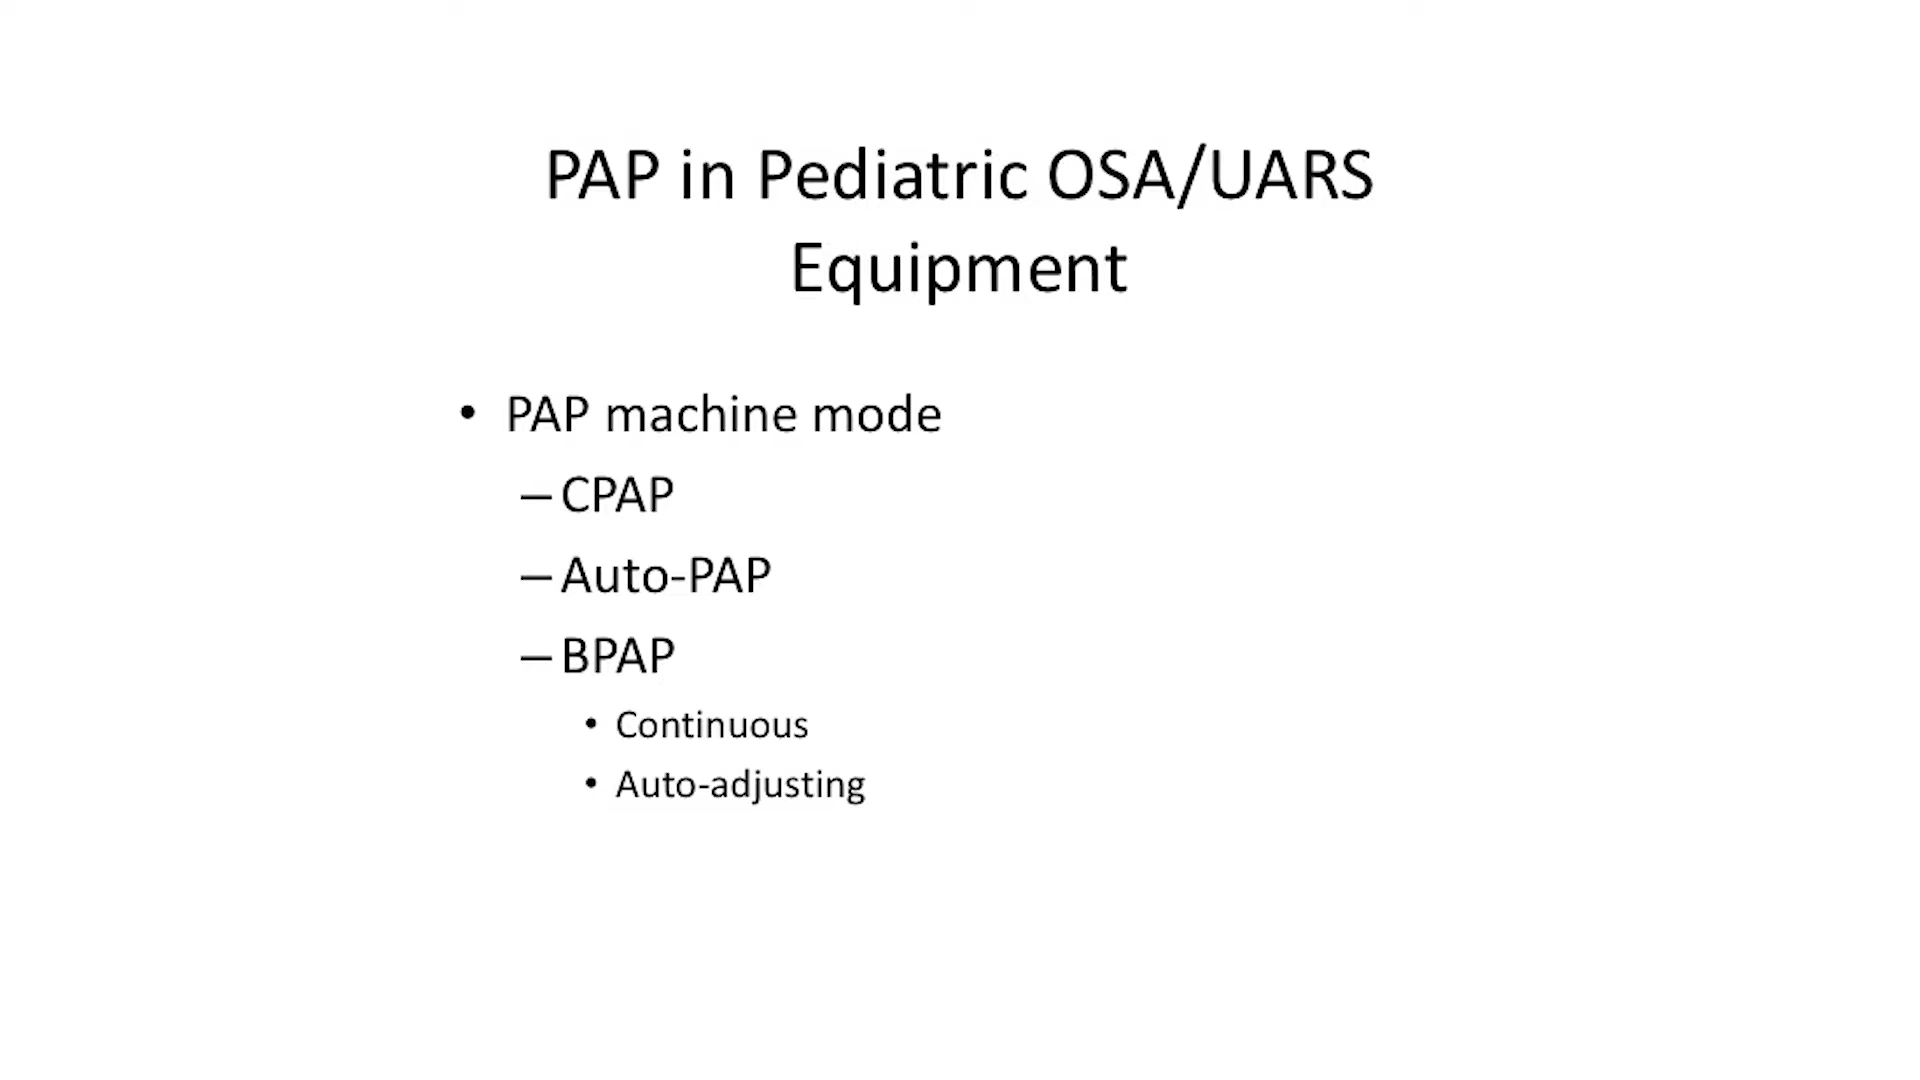 PAP in Pediatric OSA/UARS
Equipment
• PAP machine mode
– CPAP
– Auto-PAP
– BPAP
• Continuous
• Auto-adjusting